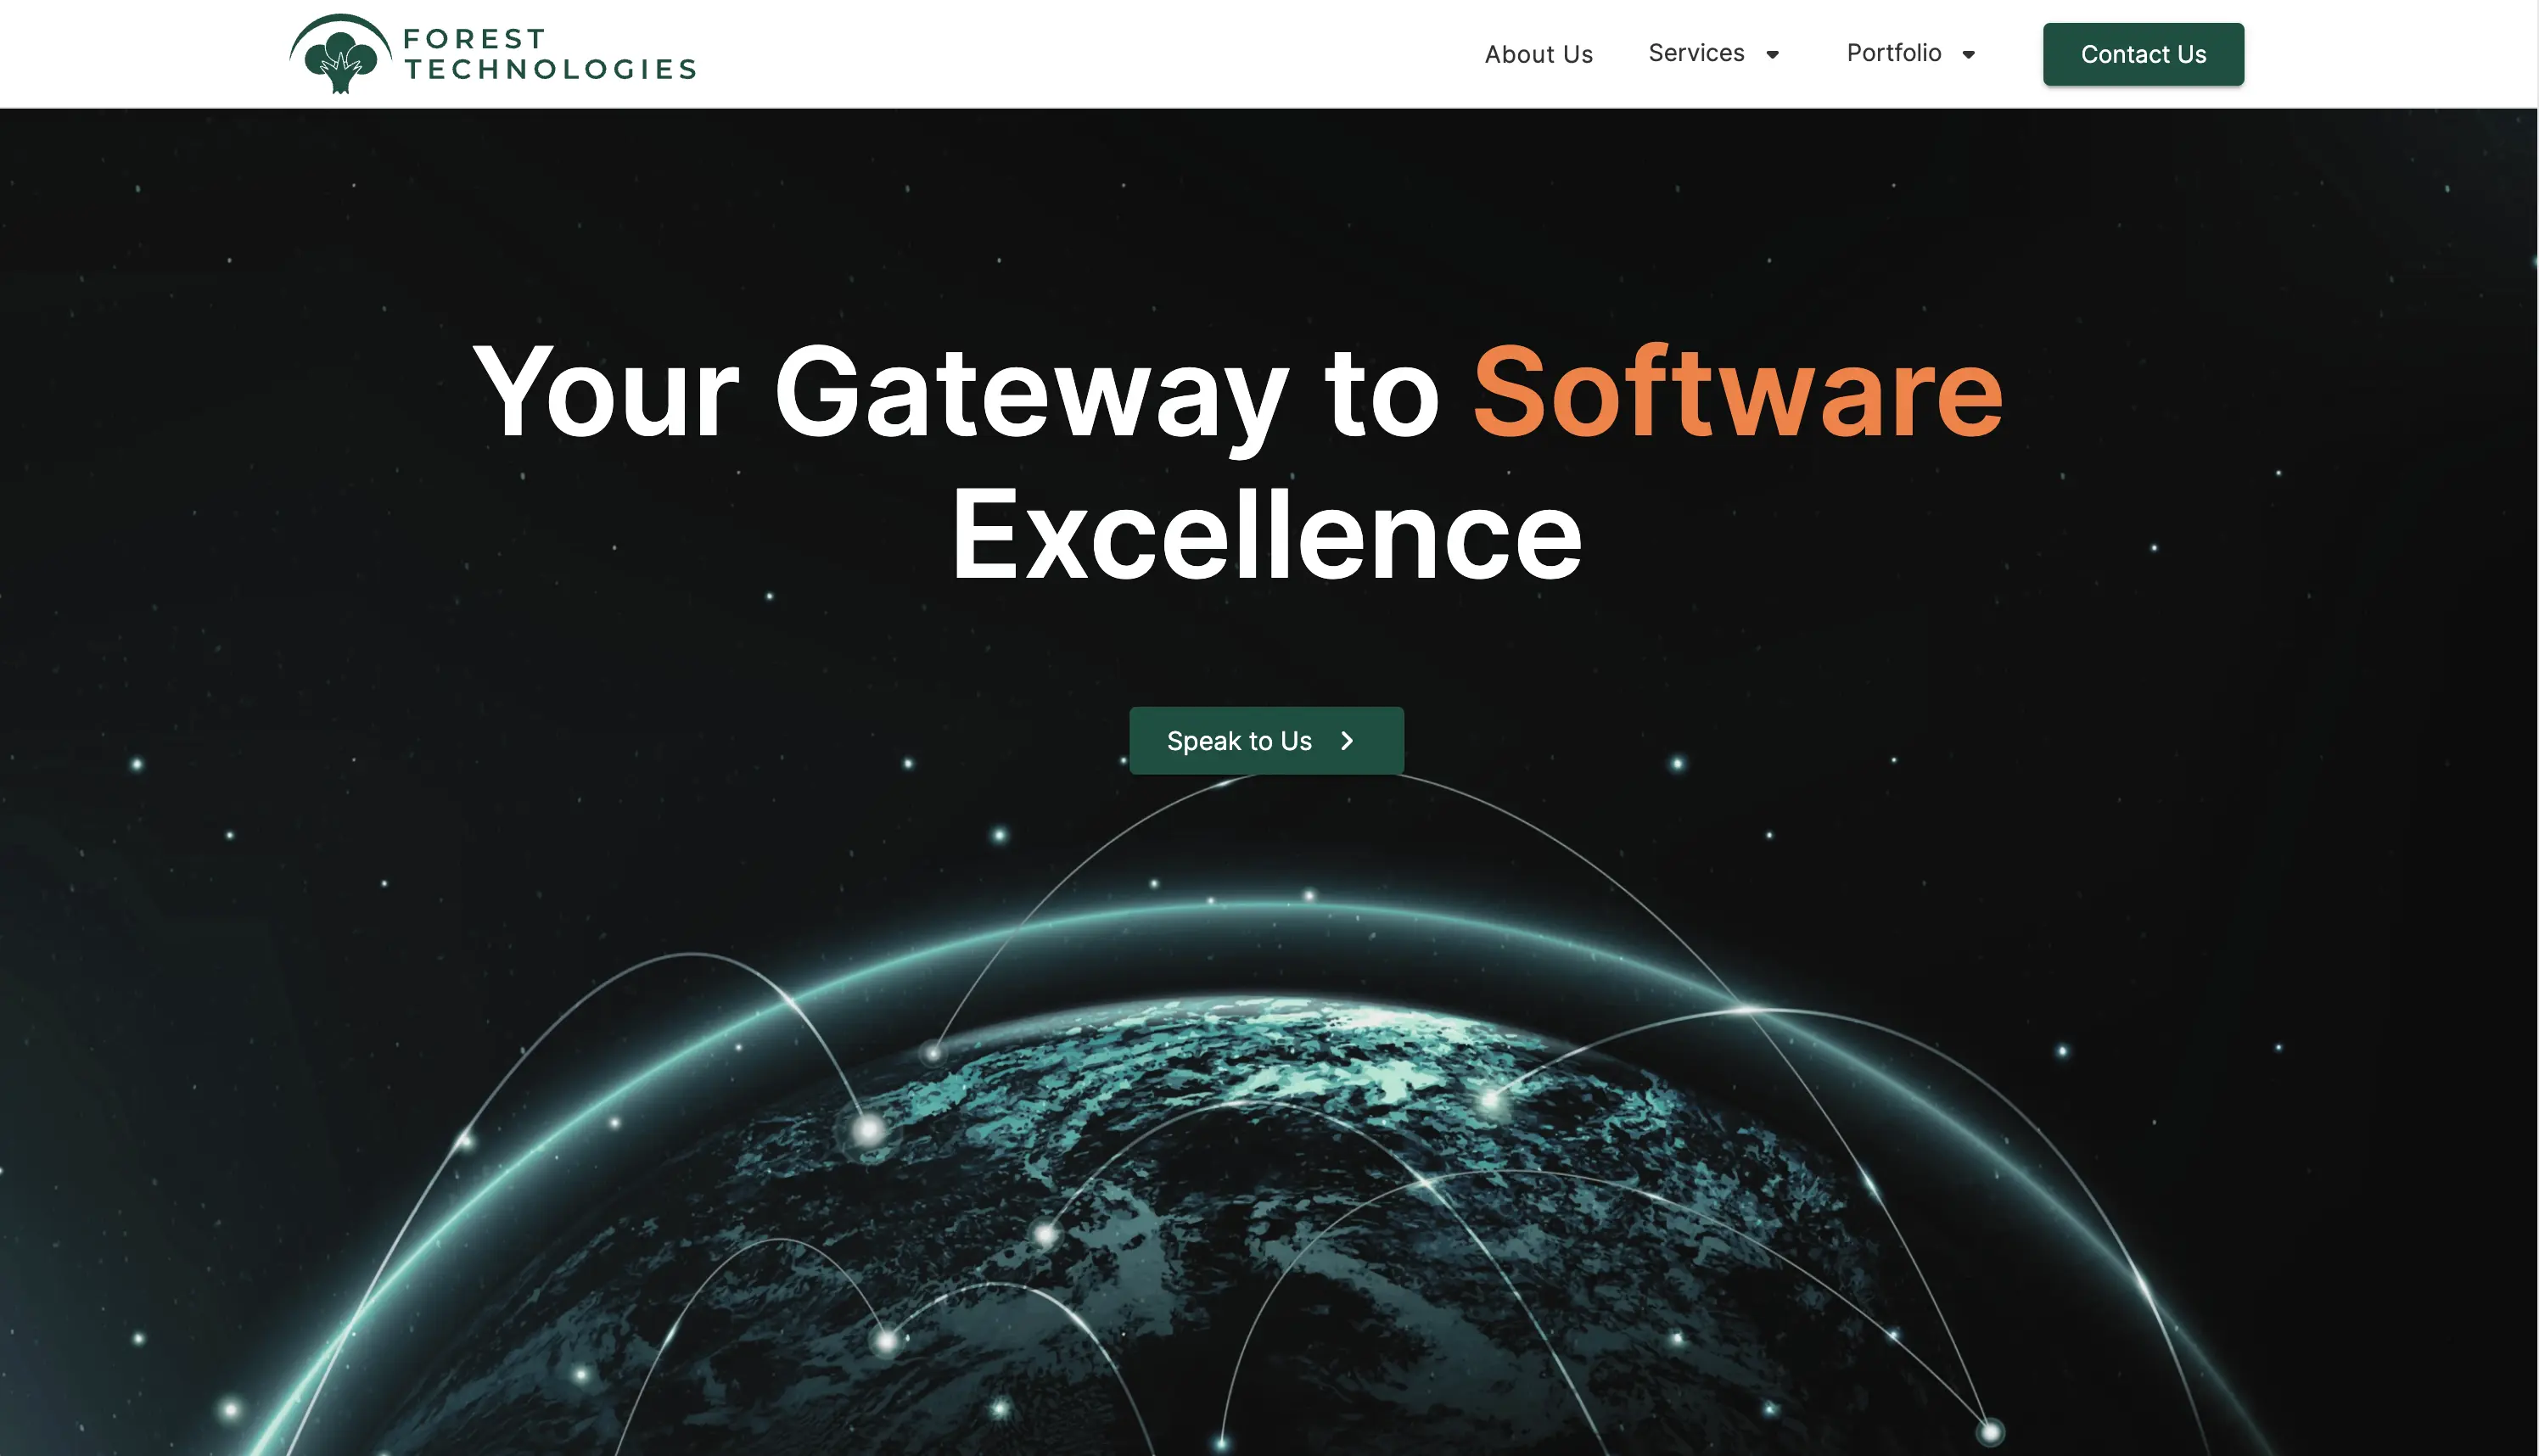 FOREST
TECHNOLOGIES
About Us
Services
Portfolio
Contact Us
Your Gateway to Software
Excellence
Speak to Us